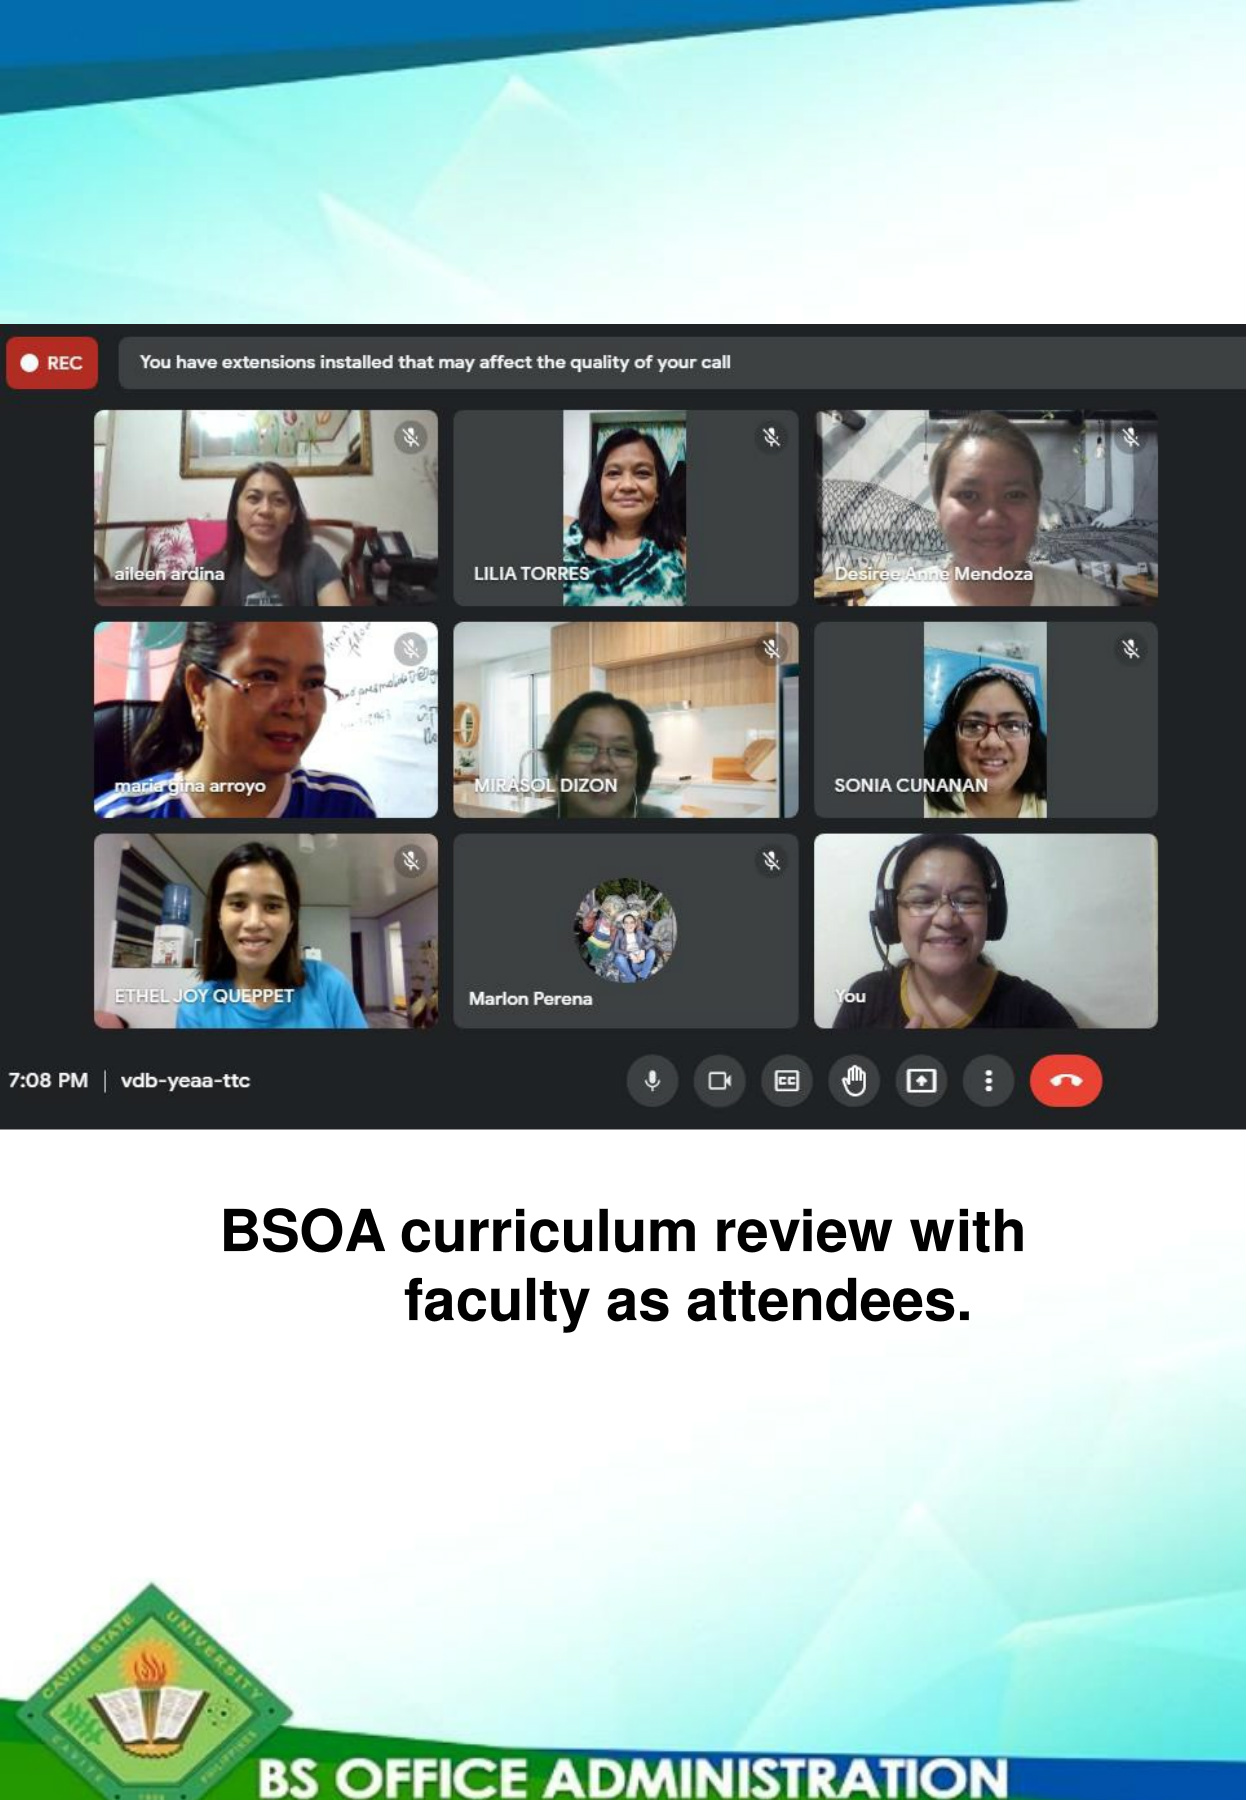 REC
You have extensions installed that may affect the quality of your call
aileen ardina
LILIA TORRES
Desiree Anne Mendoza
maria gina arroyo
MIRASOL DIZON
SONIA CUNANAN
ETHEL JOY QUEPPET
Marlon Perena
You
7:08 PM | vdb-yeaa-ttc
CC
BSOA curriculum review with
faculty as attendees.
CAVITE STATE UNIVERSITY
CAVITE
PHILIPPINES
BS OFFICE ADMINISTRATION